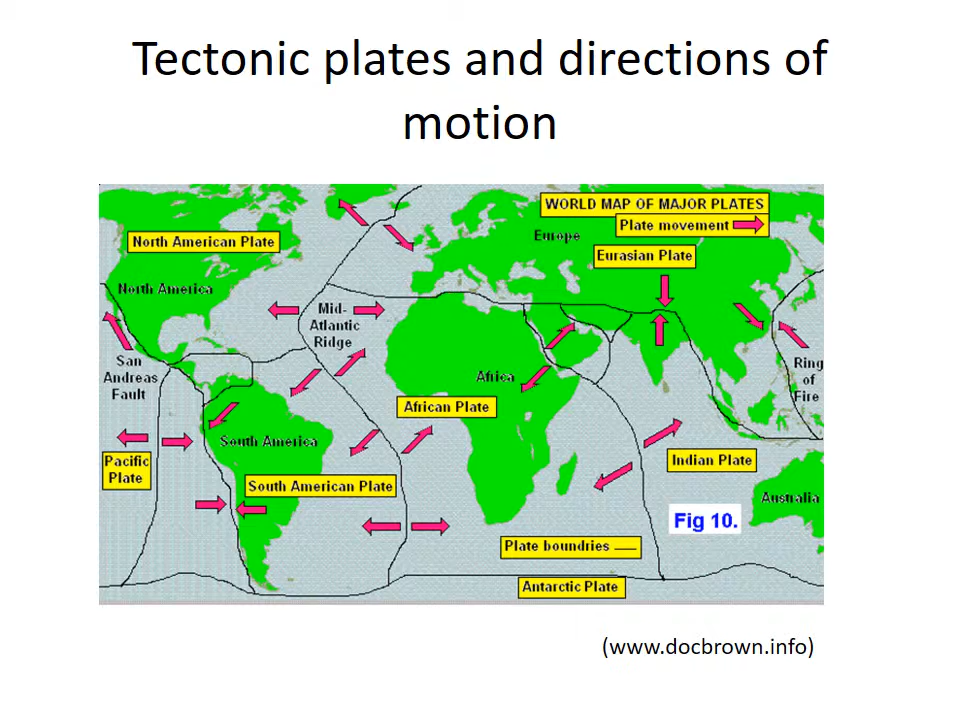 Tectonic plates and directions of
motion
WORLD MAP OF MAJOR PLATES
Plate movement
North American Plate
Europe
Eurasian Plate
North America
Mid-
Atlantic
Ridge
San
Andreas
Fault
Ring
of
Fire
Africa
African Plate
South America
Pacific
Plate
Indian Plate
South American Plate
Australia
Fig 10.
Plate boundries
Antarctic Plate
(www.docbrown.info)